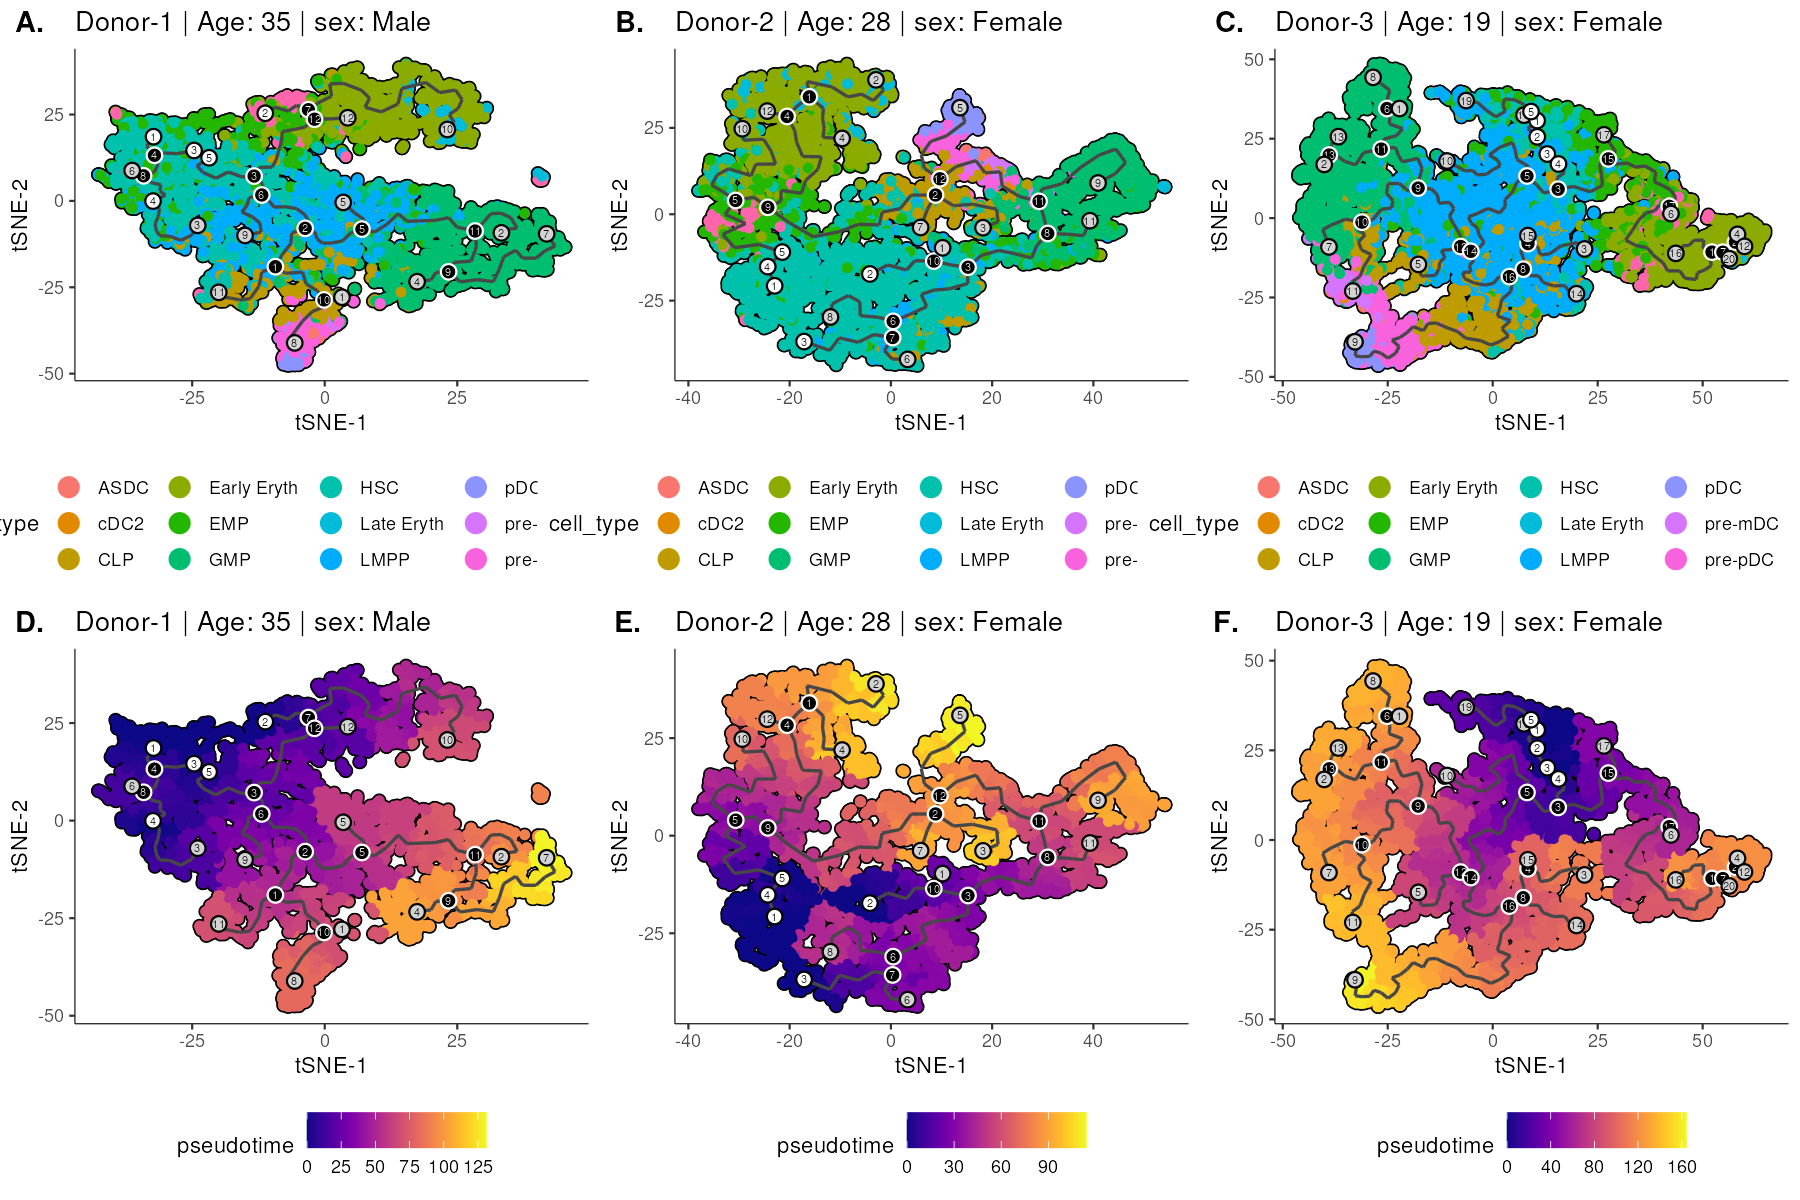 A. Donor-1 | Age: 35 | sex: Male
B. Donor-2 | Age: 28 | sex: Female
C. Donor-3 | Age: 19 | sex: Female
tSNE-2
25
0
-25
-50
-25 0 25
tSNE-1
tSNE-2
25
0
-25
-40 -20 0 20 40
tSNE-1
tSNE-2
50
25
0
-25
-50
-50 -25 0 25 50
tSNE-1
type
ASDC Early Eryth HSC pDC
cDC2 EMP Late Eryth pre-
CLP GMP LMPP pre-
cell_type
ASDC Early Eryth HSC pDC
cDC2 EMP Late Eryth pre-
CLP GMP LMPP pre-
cell_type
ASDC Early Eryth HSC pDC
cDC2 EMP Late Eryth pre-mDC
CLP GMP LMPP pre-pDC
D. Donor-1 | Age: 35 | sex: Male
E. Donor-2 | Age: 28 | sex: Female
F. Donor-3 | Age: 19 | sex: Female
tSNE-2
25
0
-25
-50
-25 0 25
tSNE-1
tSNE-2
25
0
-25
-40 -20 0 20 40
tSNE-1
tSNE-2
50
25
0
-25
-50
-50 -25 0 25 50
tSNE-1
pseudotime
0 25 50 75 100 125
pseudotime
0 30 60 90
pseudotime
0 40 80 120 160